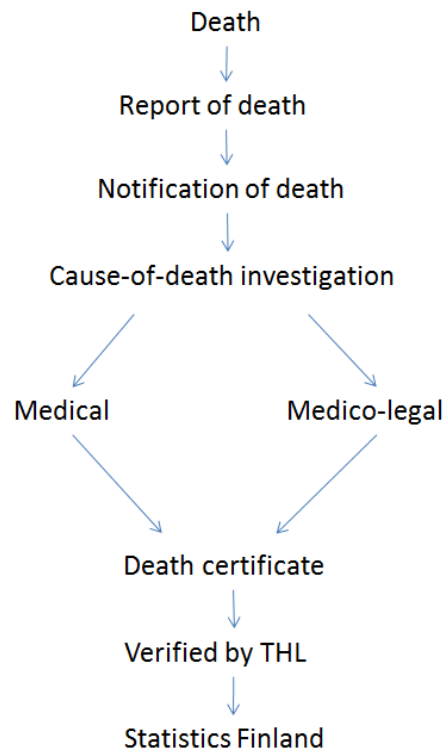 Death
Report of death
Notification of death
Cause-of-death investigation
Medical
Medico-legal
Death certificate
Verified by THL
Statistics Finland